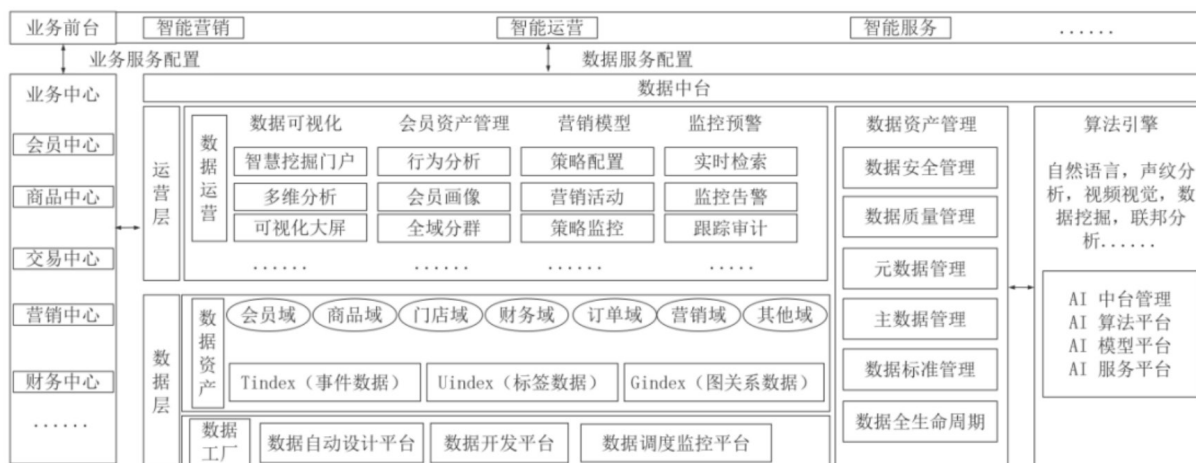 业务前台
智能营销
智能运营
智能服务
......
业务服务配置
数据服务配置
业务中心
会员中心
商品中心
交易中心
营销中心
财务中心
......
数据中台
运营层
数据运营
数据可视化
智慧挖掘门户
多维分析
可视化大屏
......
会员资产管理
行为分析
会员画像
全域分群
......
营销模型
策略配置
营销活动
策略监控
......
监控预警
实时检索
监控告警
跟踪审计
.....
数据层
数据资产
会员域
商品域
门店域
财务域
订单域
营销域
其他域
Tindex（事件数据）
Uindex（标签数据）
Gindex（图关系数据）
数据
工厂
数据自动设计平台
数据开发平台
数据调度监控平台
数据资产管理
数据安全管理
数据质量管理
元数据管理
主数据管理
数据标准管理
数据全生命周期
算法引擎
自然语言，声纹分
析，视频视觉，数
据挖掘，联邦分
析......
AI 中台管理
AI 算法平台
AI 模型平台
AI 服务平台